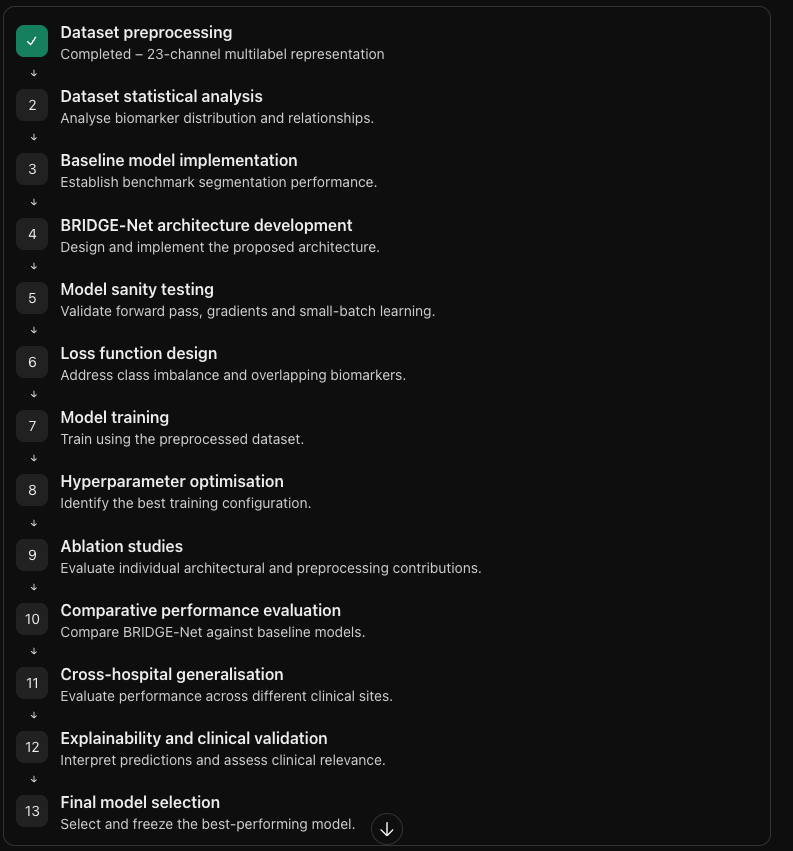 ✓
Dataset preprocessing
Completed – 23-channel multilabel representation
↓
2
Dataset statistical analysis
Analyse biomarker distribution and relationships.
↓
3
Baseline model implementation
Establish benchmark segmentation performance.
↓
4
BRIDGE-Net architecture development
Design and implement the proposed architecture.
↓
5
Model sanity testing
Validate forward pass, gradients and small-batch learning.
↓
6
Loss function design
Address class imbalance and overlapping biomarkers.
↓
7
Model training
Train using the preprocessed dataset.
↓
8
Hyperparameter optimisation
Identify the best training configuration.
↓
9
Ablation studies
Evaluate individual architectural and preprocessing contributions.
↓
10
Comparative performance evaluation
Compare BRIDGE-Net against baseline models.
↓
11
Cross-hospital generalisation
Evaluate performance across different clinical sites.
↓
12
Explainability and clinical validation
Interpret predictions and assess clinical relevance.
↓
13
Final model selection
Select and freeze the best-performing model.
↓